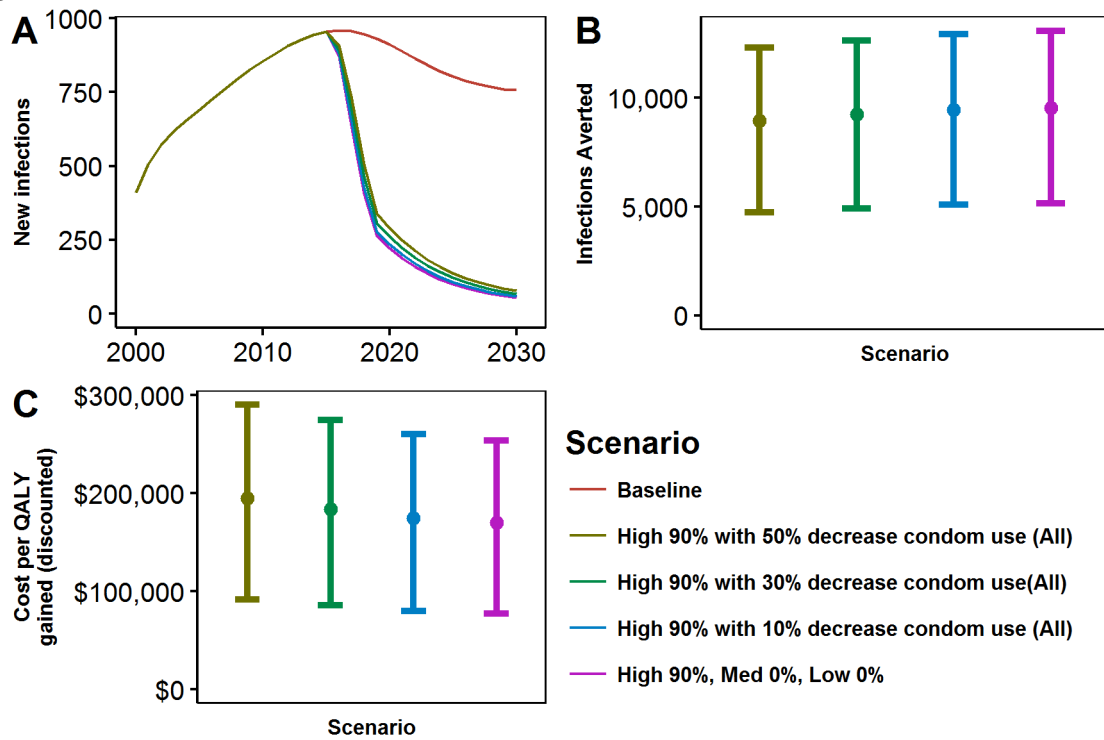 A
New infections
1000
750
500
250
0
2000
2010
2020
2030
B
Infections Averted
10,000
5,000
0
Scenario
C
Cost per QALY
gained (discounted)
$300,000
$200,000
$100,000
$0
Scenario
Scenario
Baseline
High 90% with 50% decrease condom use (All)
High 90% with 30% decrease condom use(All)
High 90% with 10% decrease condom use (All)
High 90%, Med 0%, Low 0%